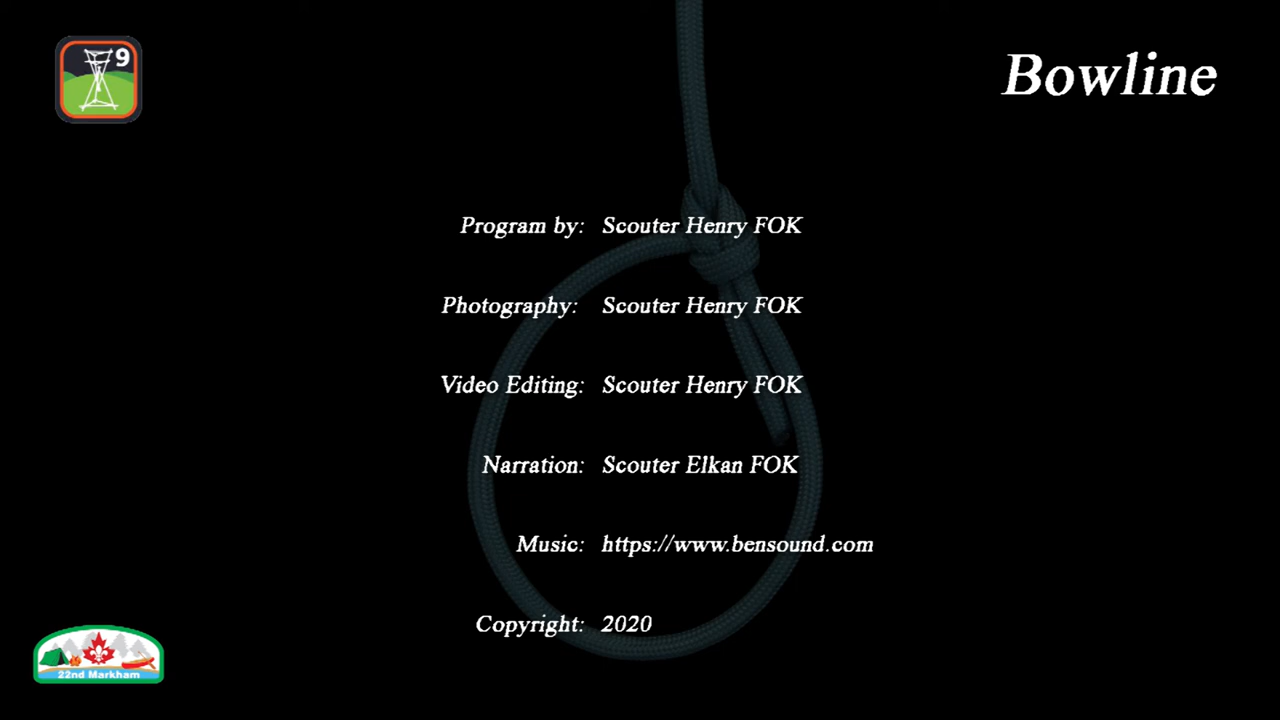 9
Bowline
Program by: Scouter Henry FOK
Photography: Scouter Henry FOK
Video Editing: Scouter Henry FOK
Narration: Scouter Elkan FOK
Music: https://www.bensound.com
Copyright: 2020
22nd Markham